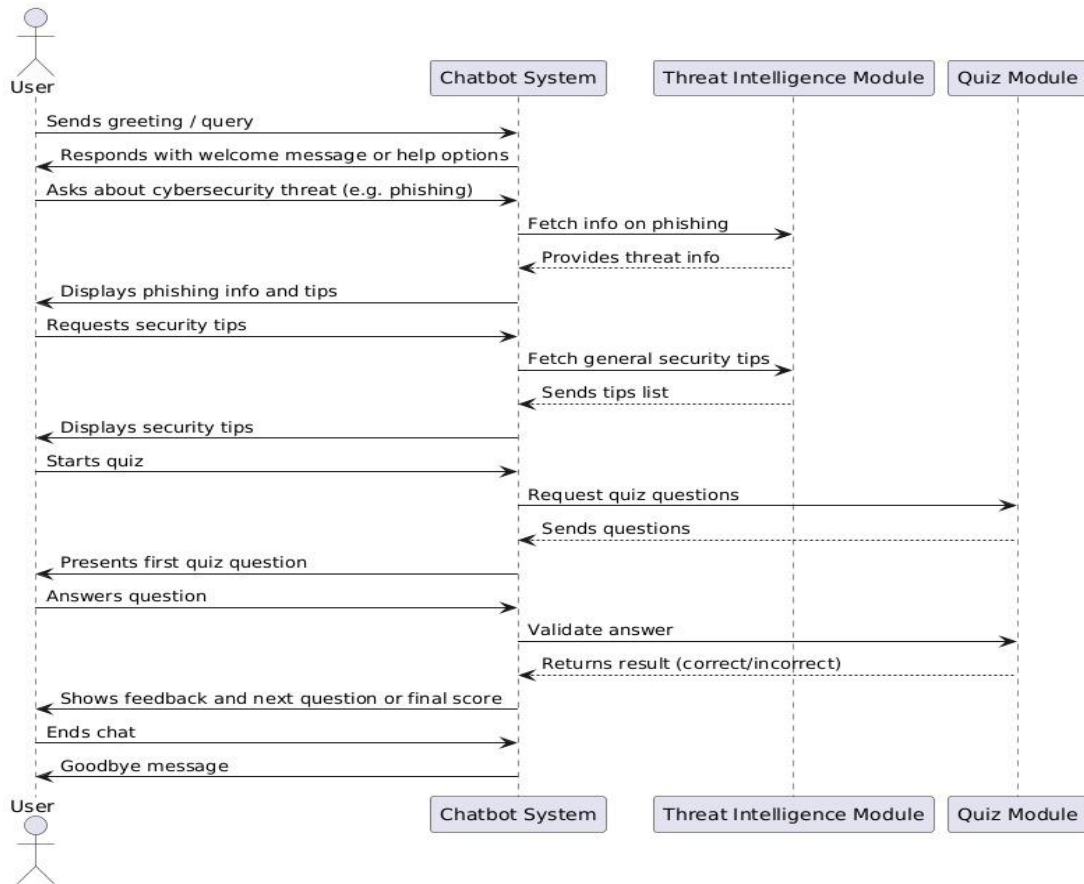 User
Chatbot System
Threat Intelligence Module
Quiz Module
Sends greeting / query
Responds with welcome message or help options
Asks about cybersecurity threat (e.g. phishing)
Fetch info on phishing
Provides threat info
Displays phishing info and tips
Requests security tips
Fetch general security tips
Sends tips list
Displays security tips
Starts quiz
Request quiz questions
Sends questions
Presents first quiz question
Answers question
Validate answer
Returns result (correct/incorrect)
Shows feedback and next question or final score
Ends chat
Goodbye message
User
Chatbot System
Threat Intelligence Module
Quiz Module